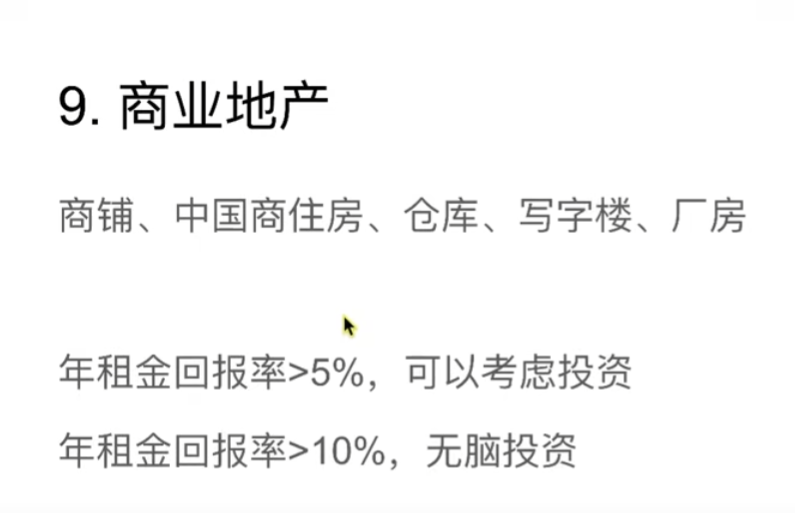 9. 商业地产
商铺、中国商住房、仓库、写字楼、厂房
年租金回报率>5%，可以考虑投资
年租金回报率>10%，无脑投资